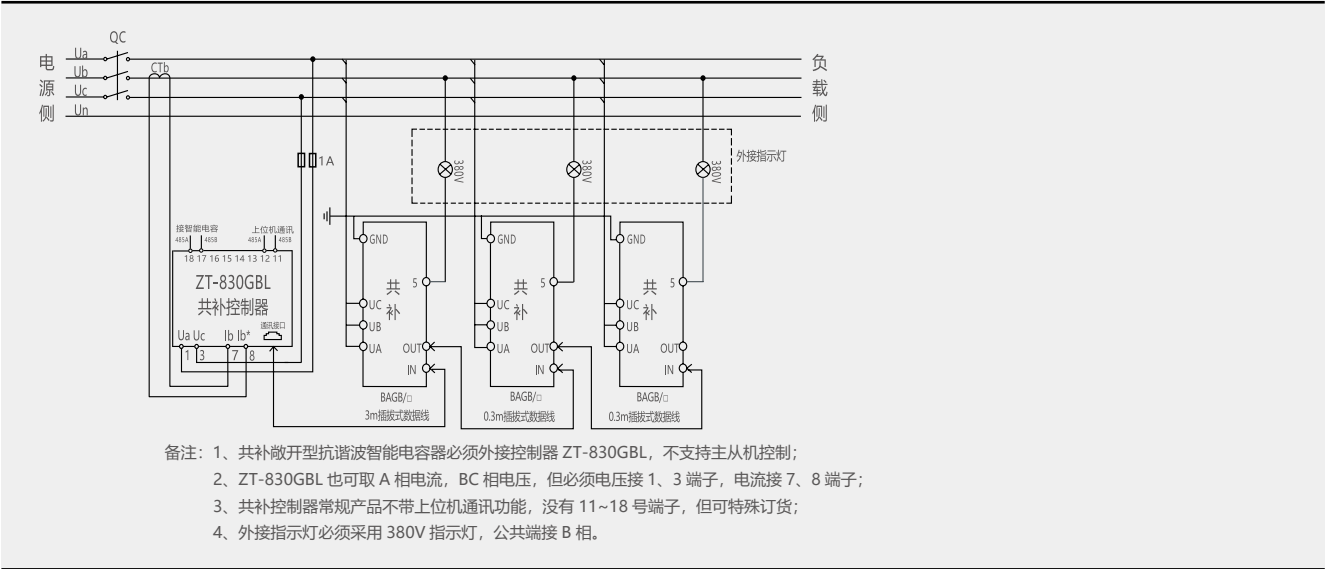 QC
电源侧
Ua
Ub
Uc
Un
CTb
负载侧
1A
380V
380V
380V
外接指示灯
接智能电容
上位机通讯
485A 485B
485A 485B
18 17 16 15 14 13 12 11
ZT-830GBL
共补控制器
通讯接口
Ua Uc Ib Ib*
1 3 7 8
GND
共补
5
UC
UB
UA
OUT
IN
BAGB/□
3m插拔式数据线
GND
共补
5
UC
UB
UA
OUT
IN
BAGB/□
0.3m插拔式数据线
GND
共补
5
UC
UB
UA
OUT
IN
BAGB/□
0.3m插拔式数据线
备注：1、共补敞开型抗谐波智能电容器必须外接控制器 ZT-830GBL，不支持主从机控制；
2、ZT-830GBL 也可取 A 相电流，BC 相电压，但必须电压接 1、3 端子，电流接 7、8 端子；
3、共补控制器常规产品不带上位机通讯功能，没有 11~18 号端子，但可特殊订货；
4、外接指示灯必须采用 380V 指示灯，公共端接 B 相。